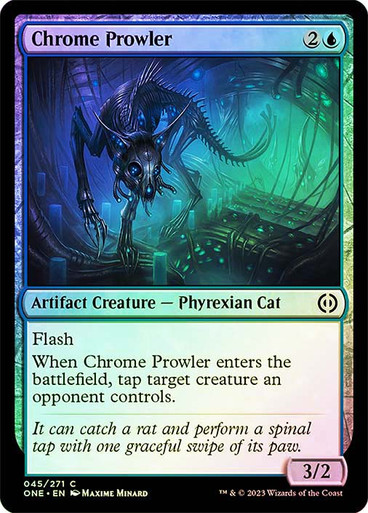 Chrome Prowler 2
Artifact Creature — Phyrexian Cat
Flash
When Chrome Prowler enters the
battlefield, tap target creature an
opponent controls.
It can catch a rat and perform a spinal
tap with one graceful swipe of its paw.
3/2
045/271 C
ONE • EN Maxime Minard
™ & © 2023 Wizards of the Coast